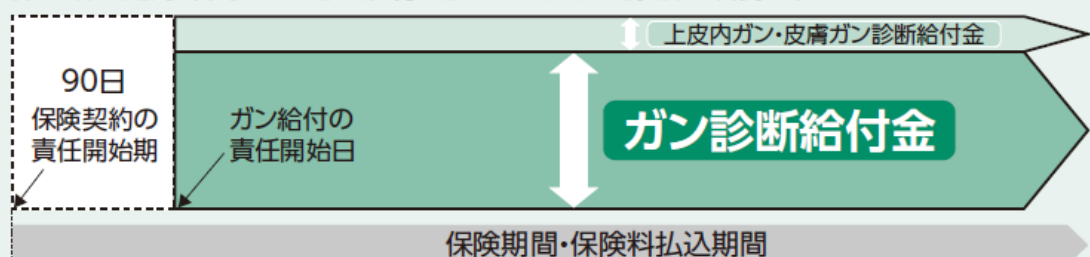 上皮内ガン・皮膚ガン診断給付金
90日
保険契約の
責任開始期
ガン給付の
責任開始日
ガン診断給付金
保険期間・保険料払込期間